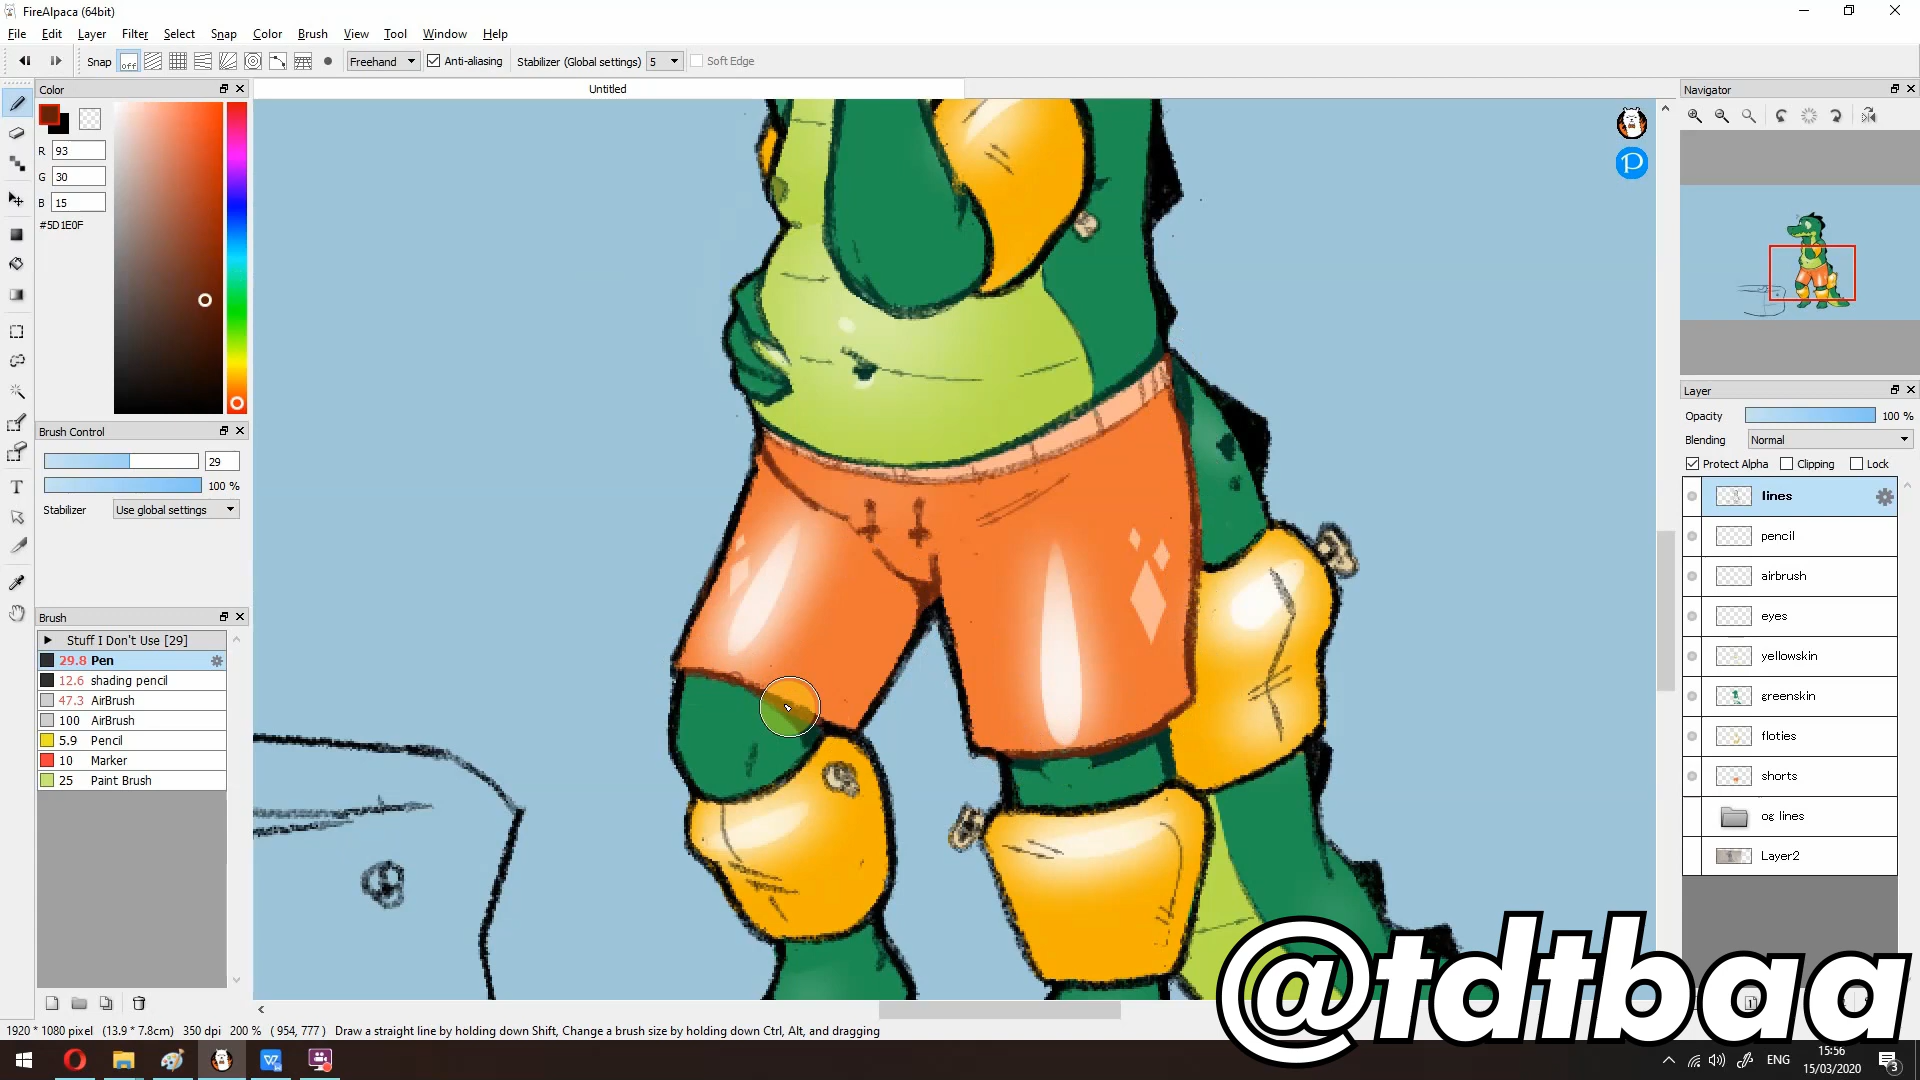 FireAlpaca (64bit)
File Edit Layer Filter Select Snap Color Brush View Tool Window Help
Snap off Freehand Anti-aliasing Stabilizer (Global settings) 5 Soft Edge
Color
Untitled
Navigator
R 93
G 30
B 15
#5D1E0F
Layer
Opacity 100 %
Blending Normal
Protect Alpha Clipping Lock
Brush Control
29
100 %
Stabilizer Use global settings
lines
pencil
airbrush
eyes
yellowskin
greenskin
floties
shorts
og lines
Layer2
Brush
Stuff I Don't Use [29]
29.8 Pen
12.6 shading pencil
47.3 AirBrush
100 AirBrush
5.9 Pencil
10 Marker
25 Paint Brush
@tdtbaa
1920 * 1080 pixel (13.9 * 7.8cm) 350 dpi 200 % ( 954, 777 ) Draw a straight line by holding down Shift, Change a brush size by holding down Ctrl, Alt, and dragging
ENG
15:56
15/03/2020
3